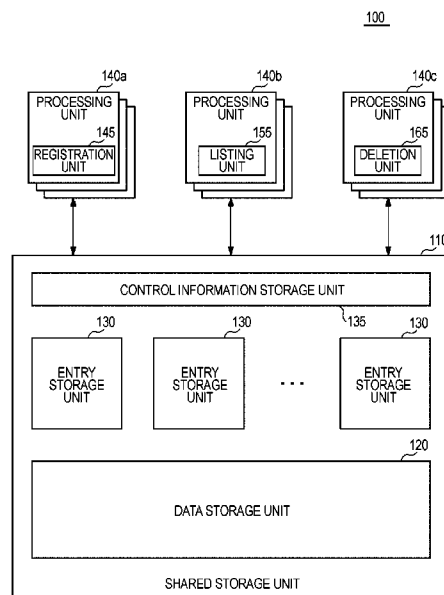 100
140a
140b
140c
PROCESSING
UNIT
PROCESSING
UNIT
PROCESSING
UNIT
145
155
165
REGISTRATION
UNIT
LISTING
UNIT
DELETION
UNIT
110
CONTROL INFORMATION STORAGE UNIT
135
130
130
130
ENTRY
STORAGE
UNIT
ENTRY
STORAGE
UNIT
...
ENTRY
STORAGE
UNIT
120
DATA STORAGE UNIT
SHARED STORAGE UNIT